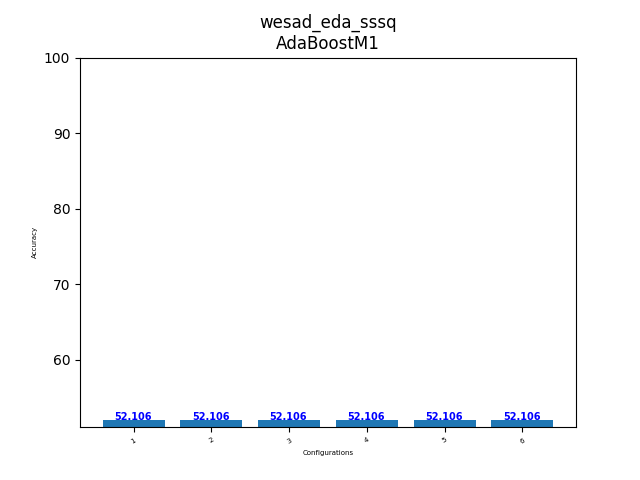 wesad_eda_sssq
AdaBoostM1
100
90
80
70
60
Accuracy
52.106 52.106 52.106 52.106 52.106 52.106
1 2 3 4 5 6
Configurations